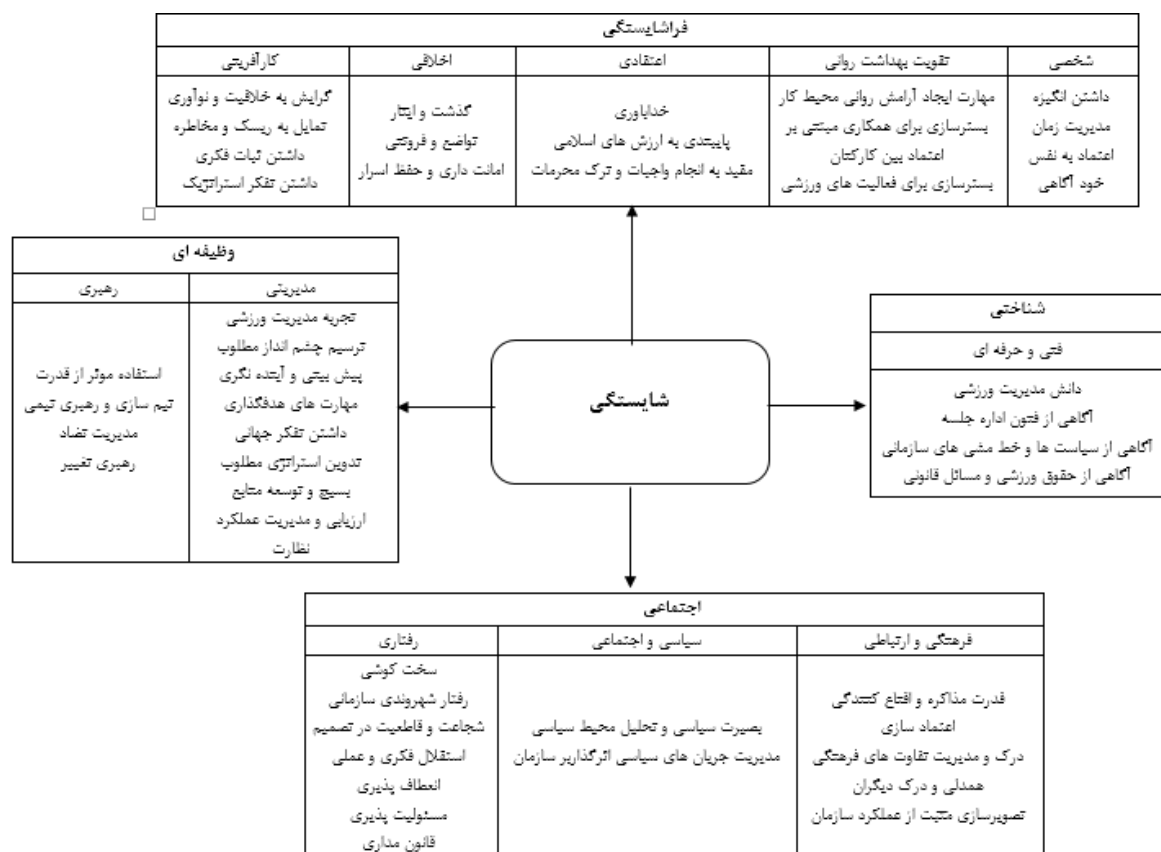 فراشایستگی
شخصی
داشتن انگیزه
مدیریت زمان
اعتماد به نفس
خود آگاهی
تقویت بهداشت روانی
مهارت ایجاد آرامش روانی محیط کار
بسترسازی برای همکاری مبتنی بر
اعتماد بین کارکنان
بسترسازی برای فعالیت های ورزشی
اعتقادی
خداباوری
پایبندی به ارزش های اسلامی
مقید به انجام واجبات و ترک محرمات
اخلاقی
گذشت و ایثار
تواضع و فروتنی
امانت داری و حفظ اسرار
کارآفرینی
گرایش به خلاقیت و نوآوری
تمایل به ریسک و مخاطره
داشتن ثبات فکری
داشتن تفکر استراتژیک
شناختی
فنی و حرفه ای
دانش مدیریت ورزشی
آگاهی از فنون اداره جلسه
آگاهی از سیاست ها و خط مشی های سازمانی
آگاهی از حقوق ورزشی و مسائل قانونی
شایستگی
وظیفه ای
مدیریتی
تجربه مدیریت ورزشی
ترسیم چشم انداز مطلوب
پیش بینی و آینده نگری
مهارت های هدفگذاری
داشتن تفکر جهانی
تدوین استراتژی مطلوب
بسیج و توسعه منابع
ارزیابی و مدیریت عملکرد
نظارت
رهبری
استفاده موثر از قدرت
تیم سازی و رهبری تیمی
مدیریت تضاد
رهبری تغییر
اجتماعی
فرهنگی و ارتباطی
قدرت مذاکره و اقناع کنندگی
اعتماد سازی
درک و مدیریت تفاوت های فرهنگی
همدلی و درک دیگران
تصویرسازی مثبت از عملکرد سازمان
سیاسی و اجتماعی
بصیرت سیاسی و تحلیل محیط سیاسی
مدیریت جریان های سیاسی اثرگذاربر سازمان
رفتاری
سخت کوشی
رفتار شهروندی سازمانی
شجاعت و قاطعیت در تصمیم
استقلال فکری و عملی
انعطاف پذیری
مسئولیت پذیری
قانون مداری